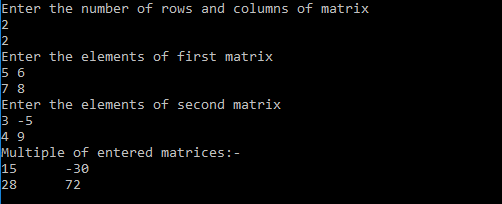 Enter the number of rows and columns of matrix
2
2
Enter the elements of first matrix
5 6
7 8
Enter the elements of second matrix
3 -5
4 9
Multiple of entered matrices:-
15      -30
28      72